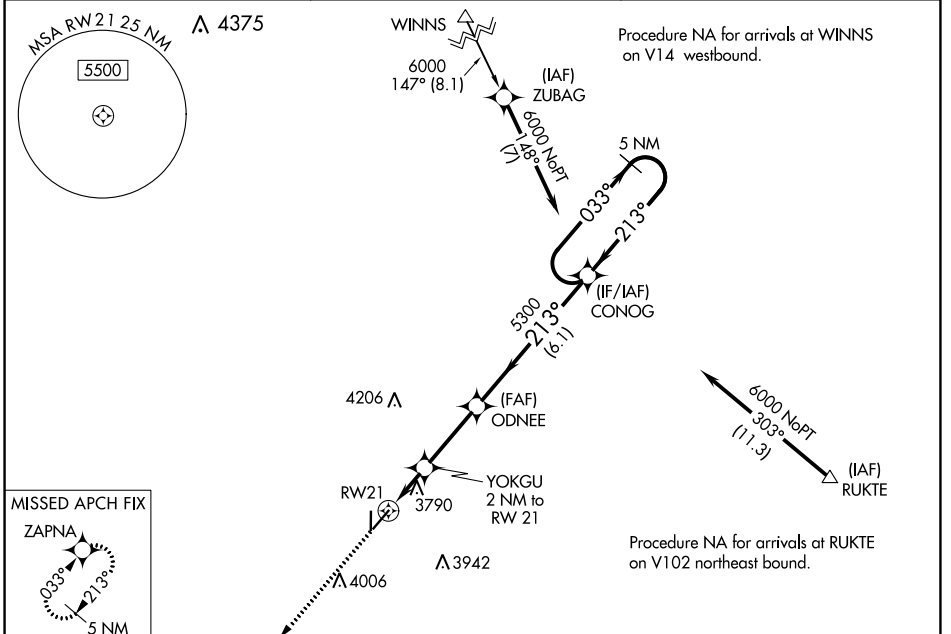 MSA RW21 25 NM
5500
4375
WINNS
6000
147° (8.1)
(IAF)
ZUBAG
Procedure NA for arrivals at WINNS
on V14 westbound.
6000 NoPT
148°
(7)
5 NM
033°
213°
(IF/IAF)
CONOG
5300
213°
(6.1)
4206
(FAF)
ODNEE
6000 NoPT
303°
(11.3)
(IAF)
RUKTE
YOKGU
2 NM to
RW 21
RW21
3790
MISSED APCH FIX
ZAPNA
033°
213°
5 NM
3942
4006
Procedure NA for arrivals at RUKTE
on V102 northeast bound.